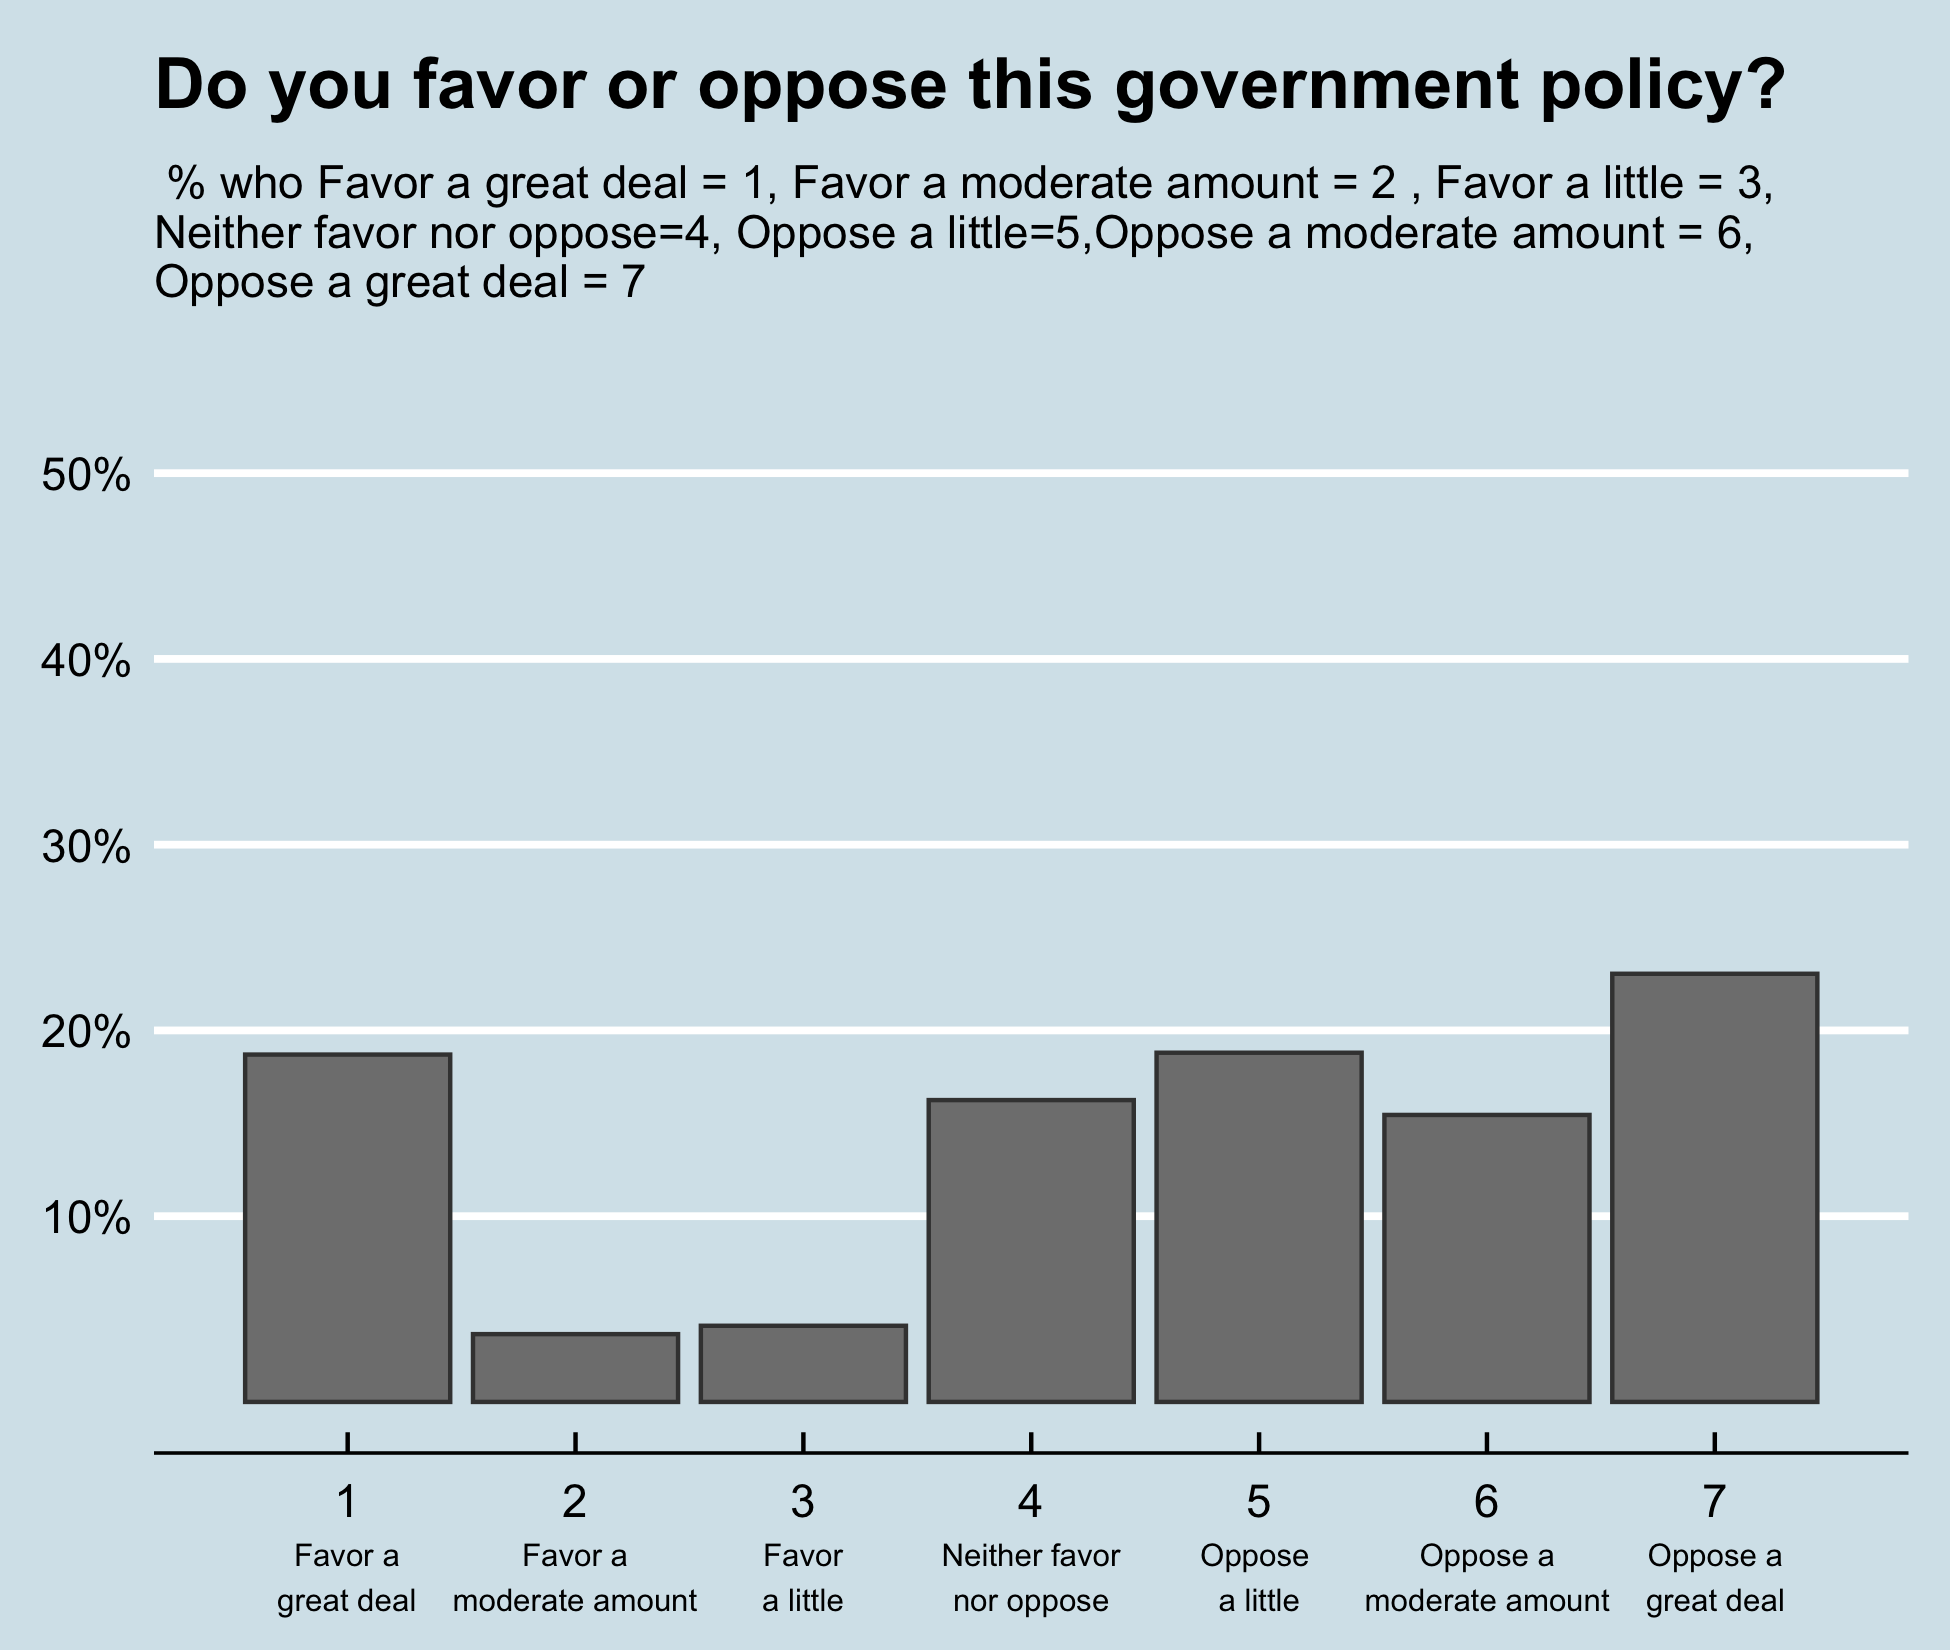 Do you favor or oppose this government policy?
% who Favor a great deal = 1, Favor a moderate amount = 2 , Favor a little = 3,
Neither favor nor oppose=4, Oppose a little=5,Oppose a moderate amount = 6,
Oppose a great deal = 7
50%
40%
30%
20%
10%
1 2 3 4 5 6 7
Favor a Favor a Favor Neither favor Oppose Oppose a Oppose a
great deal moderate amount a little nor oppose a little moderate amount great deal